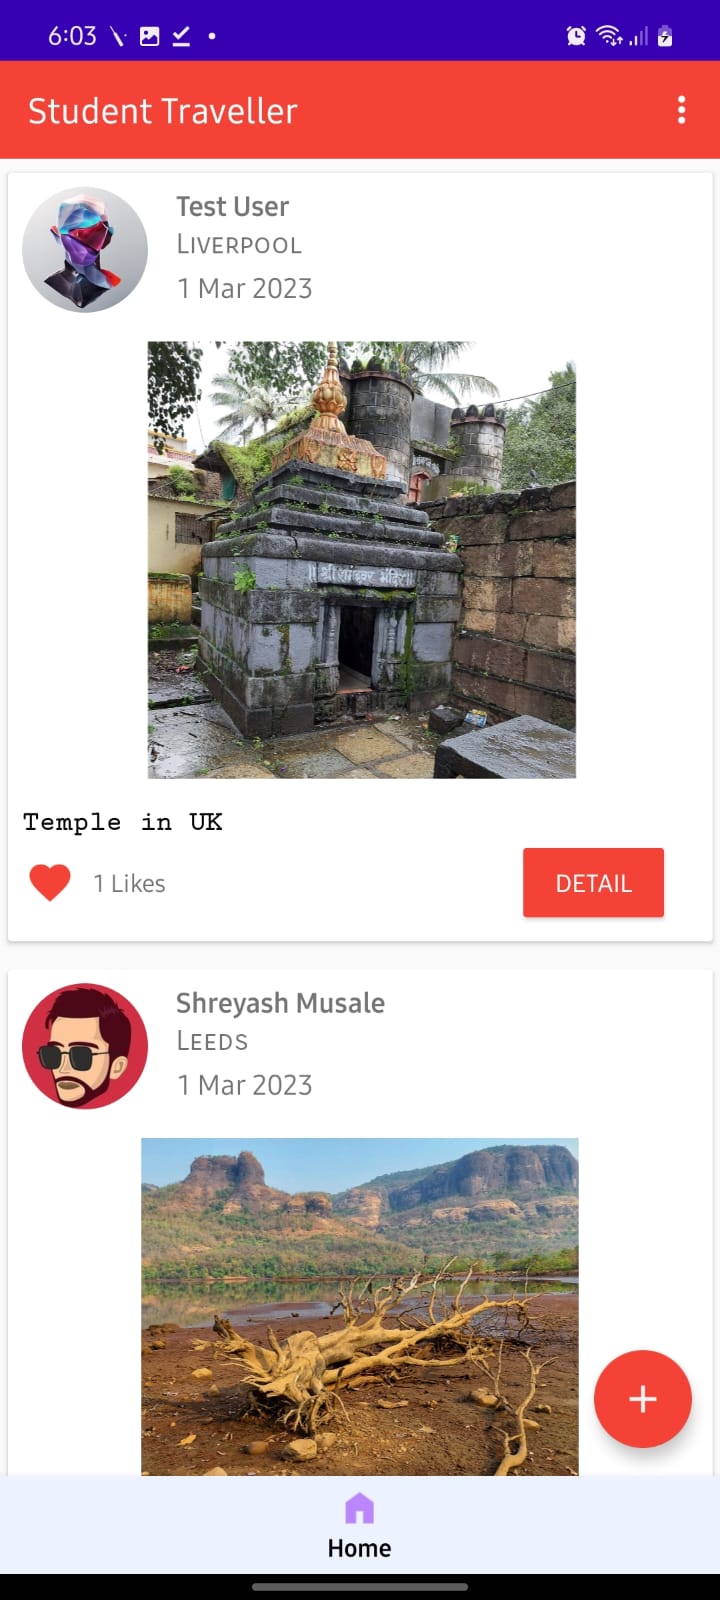 6:03
Student Traveller
Test User
LIVERPOOL
1 Mar 2023
Temple in UK
1 Likes
DETAIL
Shreyash Musale
LEEDS
1 Mar 2023
+
Home